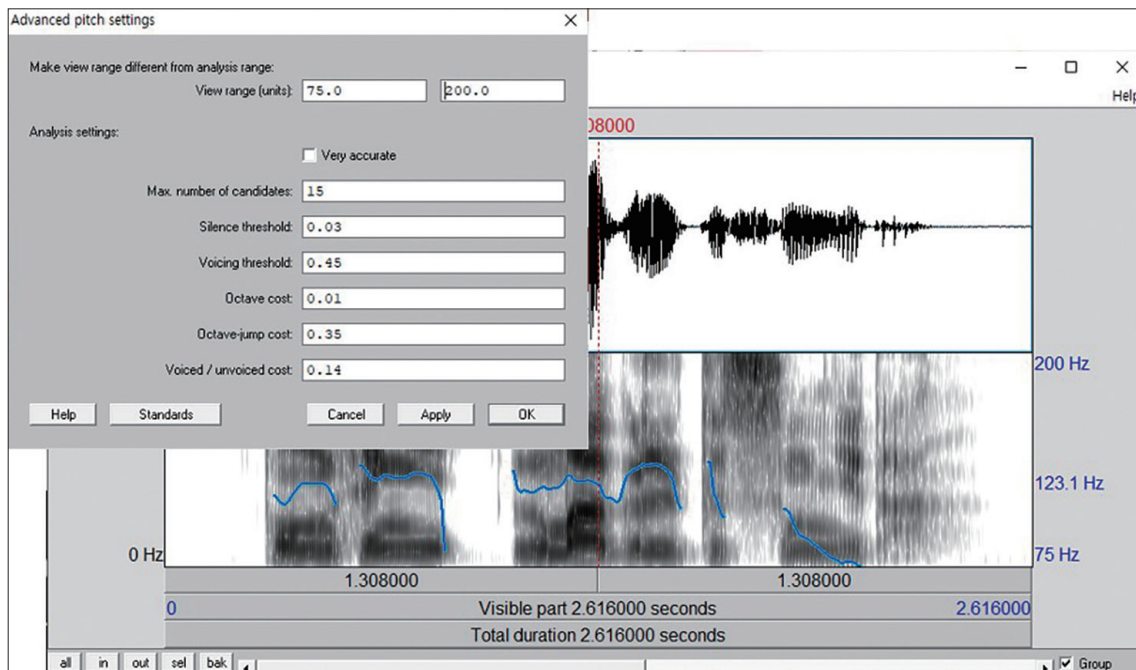 Advanced pitch settings
Make view range different from analysis range:
View range (units): 75.0 200.0
Analysis settings:
Very accurate
Max. number of candidates: 15
Silence threshold: 0.03
Voicing threshold: 0.45
Octave cost: 0.01
Octave-jump cost: 0.35
Voiced / unvoiced cost: 0.14
Help Standards Cancel Apply OK
Help
08000
200 Hz
123.1 Hz
0 Hz
75 Hz
1.308000 1.308000
0 Visible part 2.616000 seconds 2.616000
Total duration 2.616000 seconds
all in out sel bak Group